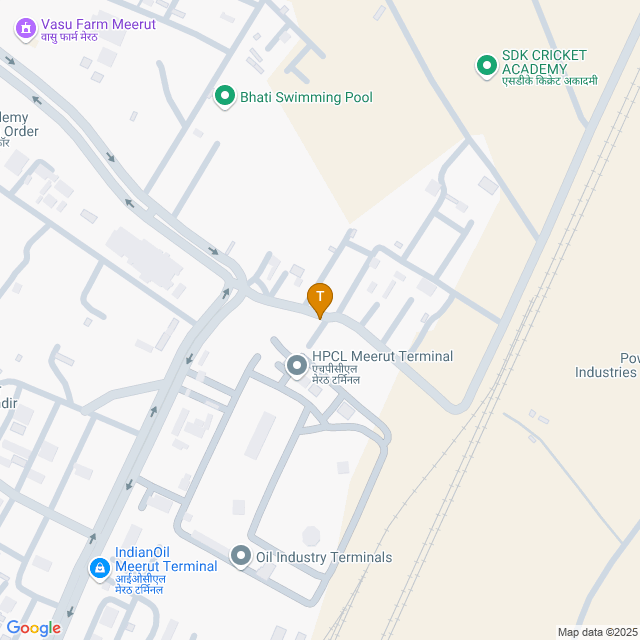 Vasu Farm Meerut
वासु फार्म मेरठ
SDK CRICKET
ACADEMY
एसडीके क्रिकेट अकादमी
Bhati Swimming Pool
demy
Order
कॉर
T
HPCL Meerut Terminal
एचपीसीएल
मेरठ टर्मिनल
Pov
Industries
ndir
Oil Industry Terminals
IndianOil
Meerut Terminal
आईओसीएल
मेरठ टर्मिनल
Google
Map data ©2025